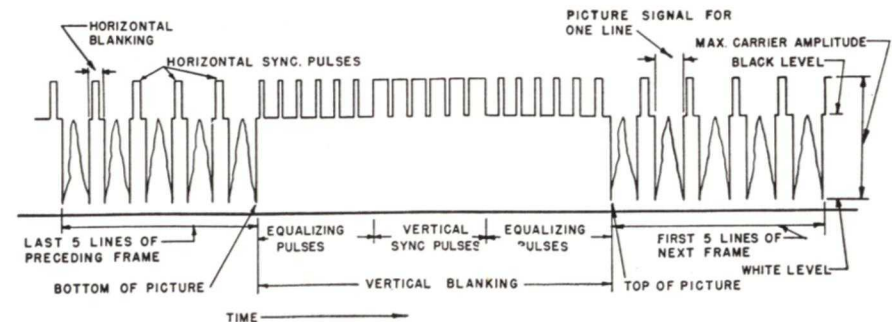 HORIZONTAL
BLANKING
HORIZONTAL SYNC. PULSES
PICTURE SIGNAL FOR
ONE LINE
MAX. CARRIER AMPLITUDE
BLACK LEVEL
LAST 5 LINES OF
PRECEDING FRAME
EQUALIZING
PULSES
VERTICAL
SYNC PULSES
EQUALIZING
PULSES
FIRST 5 LINES OF
NEXT FRAME
WHITE LEVEL
BOTTOM OF PICTURE
VERTICAL BLANKING
TOP OF PICTURE
TIME